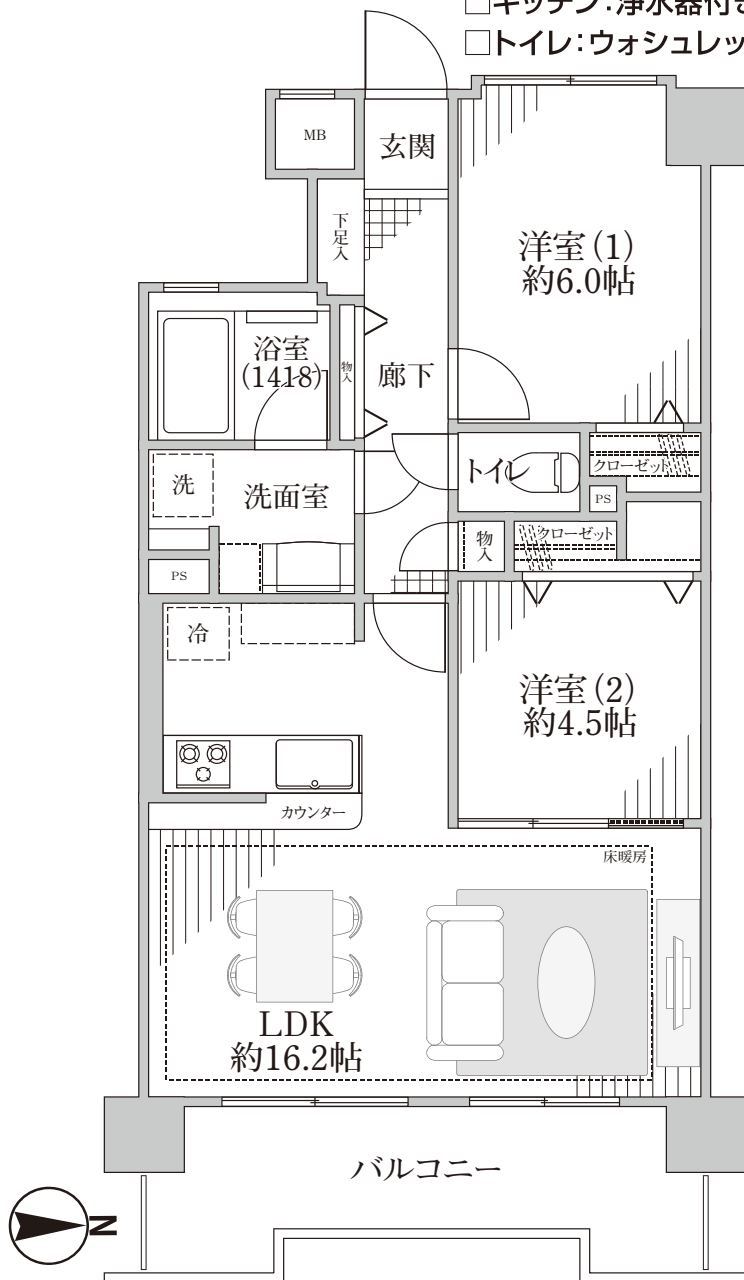 □キッチン：浄水器付き
□トイレ：ウォシュレッ
MB
玄関
下足入
洋室(1)
約6.0帖
浴室
(1418)
物入
廊下
トイレ
クローゼット
PS
洗
洗面室
物入
クローゼット
PS
冷
洋室(2)
約4.5帖
カウンター
床暖房
LDK
約16.2帖
バルコニー
N